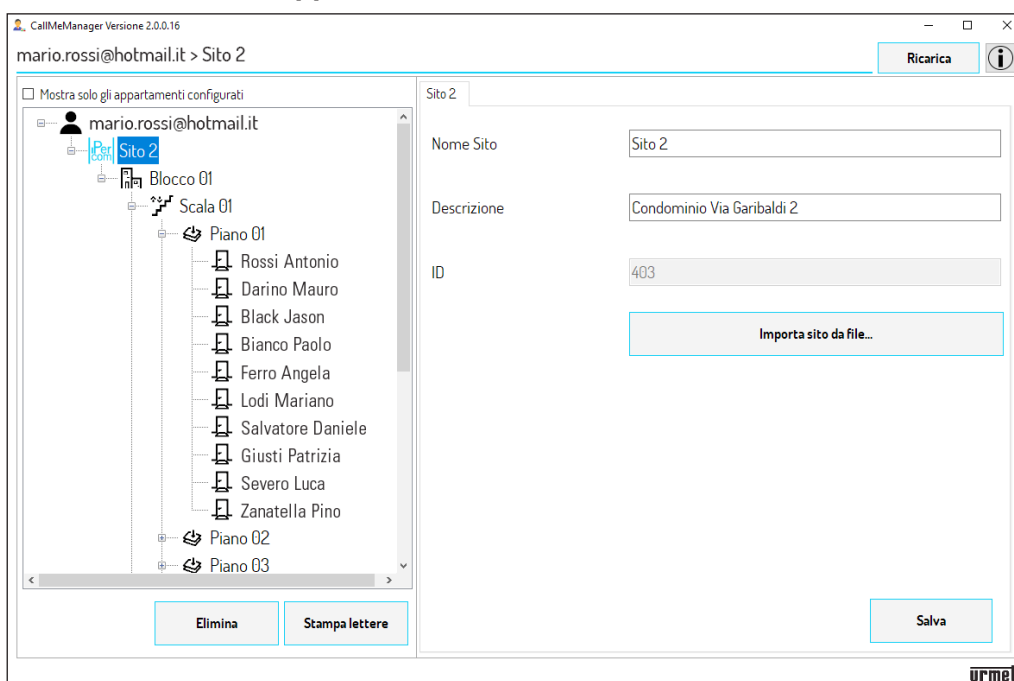 CallMeManager Versione 2.0.0.16
mario.rossi@hotmail.it > Sito 2
Ricarica
Mostra solo gli appartamenti configurati
mario.rossi@hotmail.it
iPer
com
Sito 2
Blocco 01
Scala 01
Piano 01
Rossi Antonio
Darino Mauro
Black Jason
Bianco Paolo
Ferro Angela
Lodi Mariano
Salvatore Daniele
Giusti Patrizia
Severo Luca
Zanatella Pino
Piano 02
Piano 03
Elimina
Stampa lettere
Sito 2
Nome Sito
Sito 2
Descrizione
Condominio Via Garibaldi 2
ID
403
Importa sito da file...
Salva